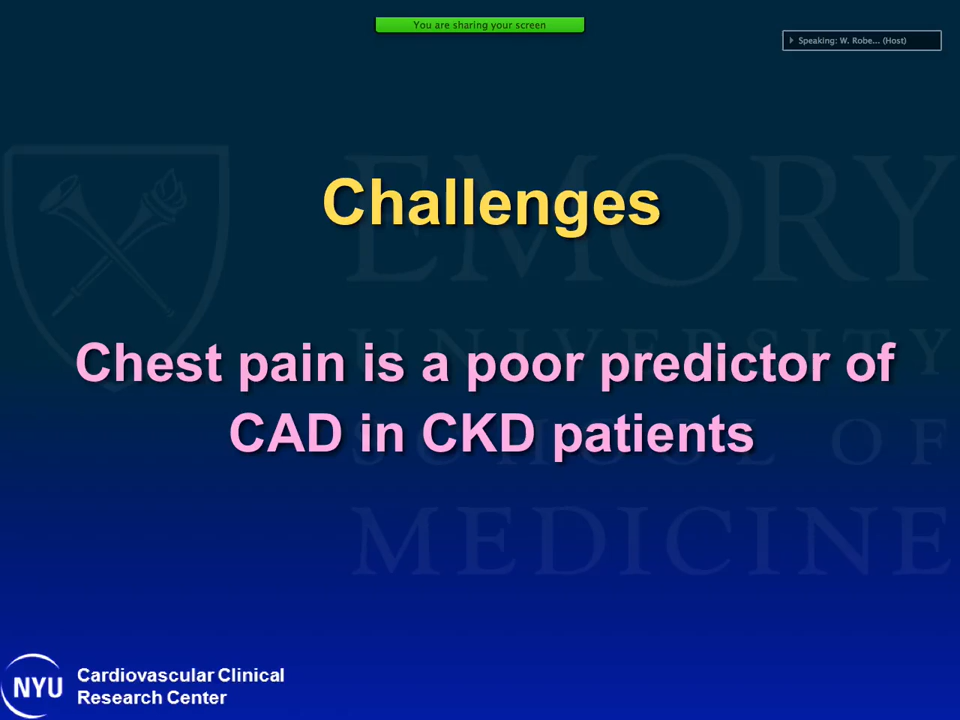 You are sharing your screen
Speaking: W. Robe... (Host)
EMORY
Challenges
UNIVERSITY
Chest pain is a poor predictor of
CAD in CKD patients
SCHOOL OF
MEDICINE
NYU
Cardiovascular Clinical
Research Center